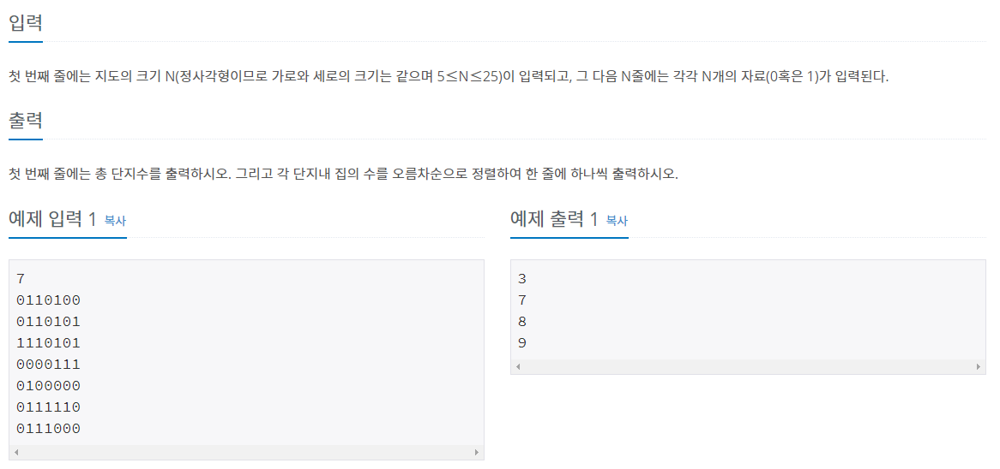 입력
첫 번째 줄에는 지도의 크기 N(정사각형이므로 가로와 세로의 크기는 같으며 5≤N≤25)이 입력되고, 그 다음 N줄에는 각각 N개의 자료(0혹은 1)가 입력된다.
출력
첫 번째 줄에는 총 단지수를 출력하시오. 그리고 각 단지내 집의 수를 오름차순으로 정렬하여 한 줄에 하나씩 출력하시오.
예제 입력 1 복사
7
0110100
0110101
1110101
0000111
0100000
0111110
0111000
예제 출력 1 복사
3
7
8
9